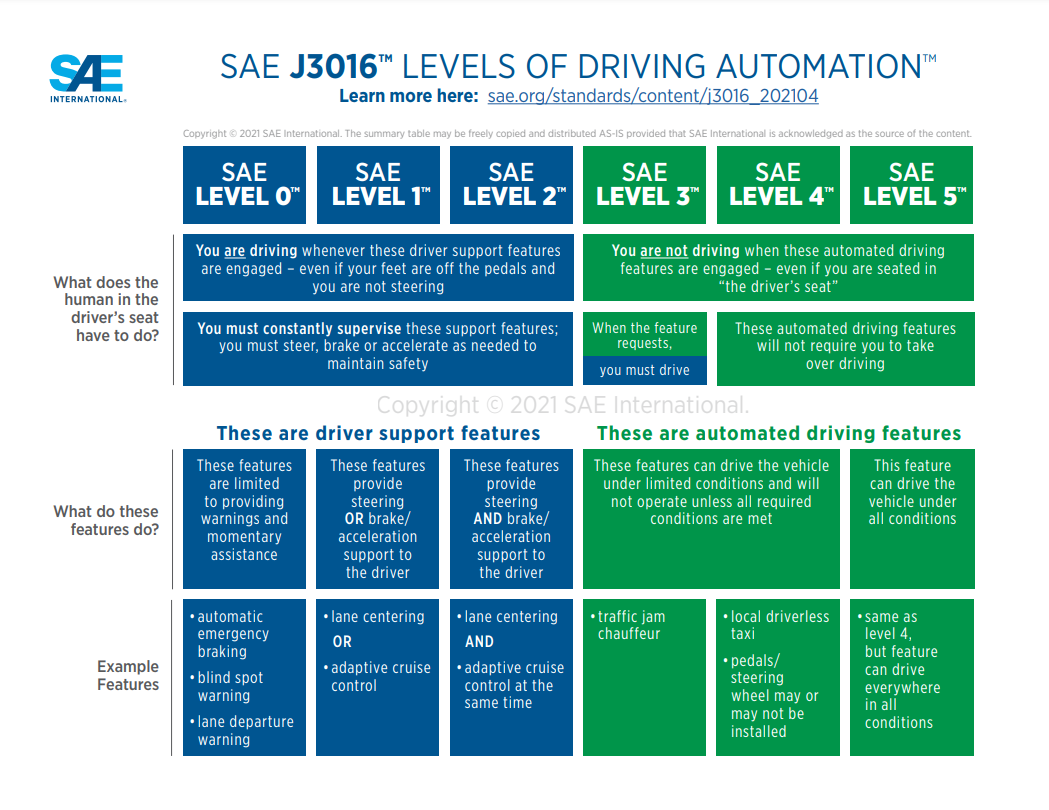 SAE
INTERNATIONAL®
SAE J3016™ LEVELS OF DRIVING AUTOMATION™
Learn more here: sae.org/standards/content/j3016_202104
Copyright © 2021 SAE International. The summary table may be freely copied and distributed AS-IS provided that SAE International is acknowledged as the source of the content.
SAE
LEVEL 0™
SAE
LEVEL 1™
SAE
LEVEL 2™
SAE
LEVEL 3™
SAE
LEVEL 4™
SAE
LEVEL 5™
What does the
human in the
driver's seat
have to do?
You are driving whenever these driver support features
are engaged – even if your feet are off the pedals and
you are not steering
You are not driving when these automated driving
features are engaged – even if you are seated in
“the driver's seat”
You must constantly supervise these support features;
you must steer, brake or accelerate as needed to
maintain safety
When the feature
requests,
you must drive
These automated driving features
will not require you to take
over driving
Copyright © 2021 SAE International.
These are driver support features
These are automated driving features
What do these
features do?
These features
are limited
to providing
warnings and
momentary
assistance
These features
provide
steering
OR brake/
acceleration
support to
the driver
These features
provide
steering
AND brake/
acceleration
support to
the driver
These features can drive the vehicle
under limited conditions and will
not operate unless all required
conditions are met
This feature
can drive the
vehicle under
all conditions
Example
Features
• automatic
emergency
braking
• blind spot
warning
• lane departure
warning
• lane centering
OR
• adaptive cruise
control
• lane centering
AND
• adaptive cruise
control at the
same time
• traffic jam
chauffeur
• local driverless
taxi
• pedals/
steering
wheel may or
may not be
installed
• same as
level 4,
but feature
can drive
everywhere
in all
conditions